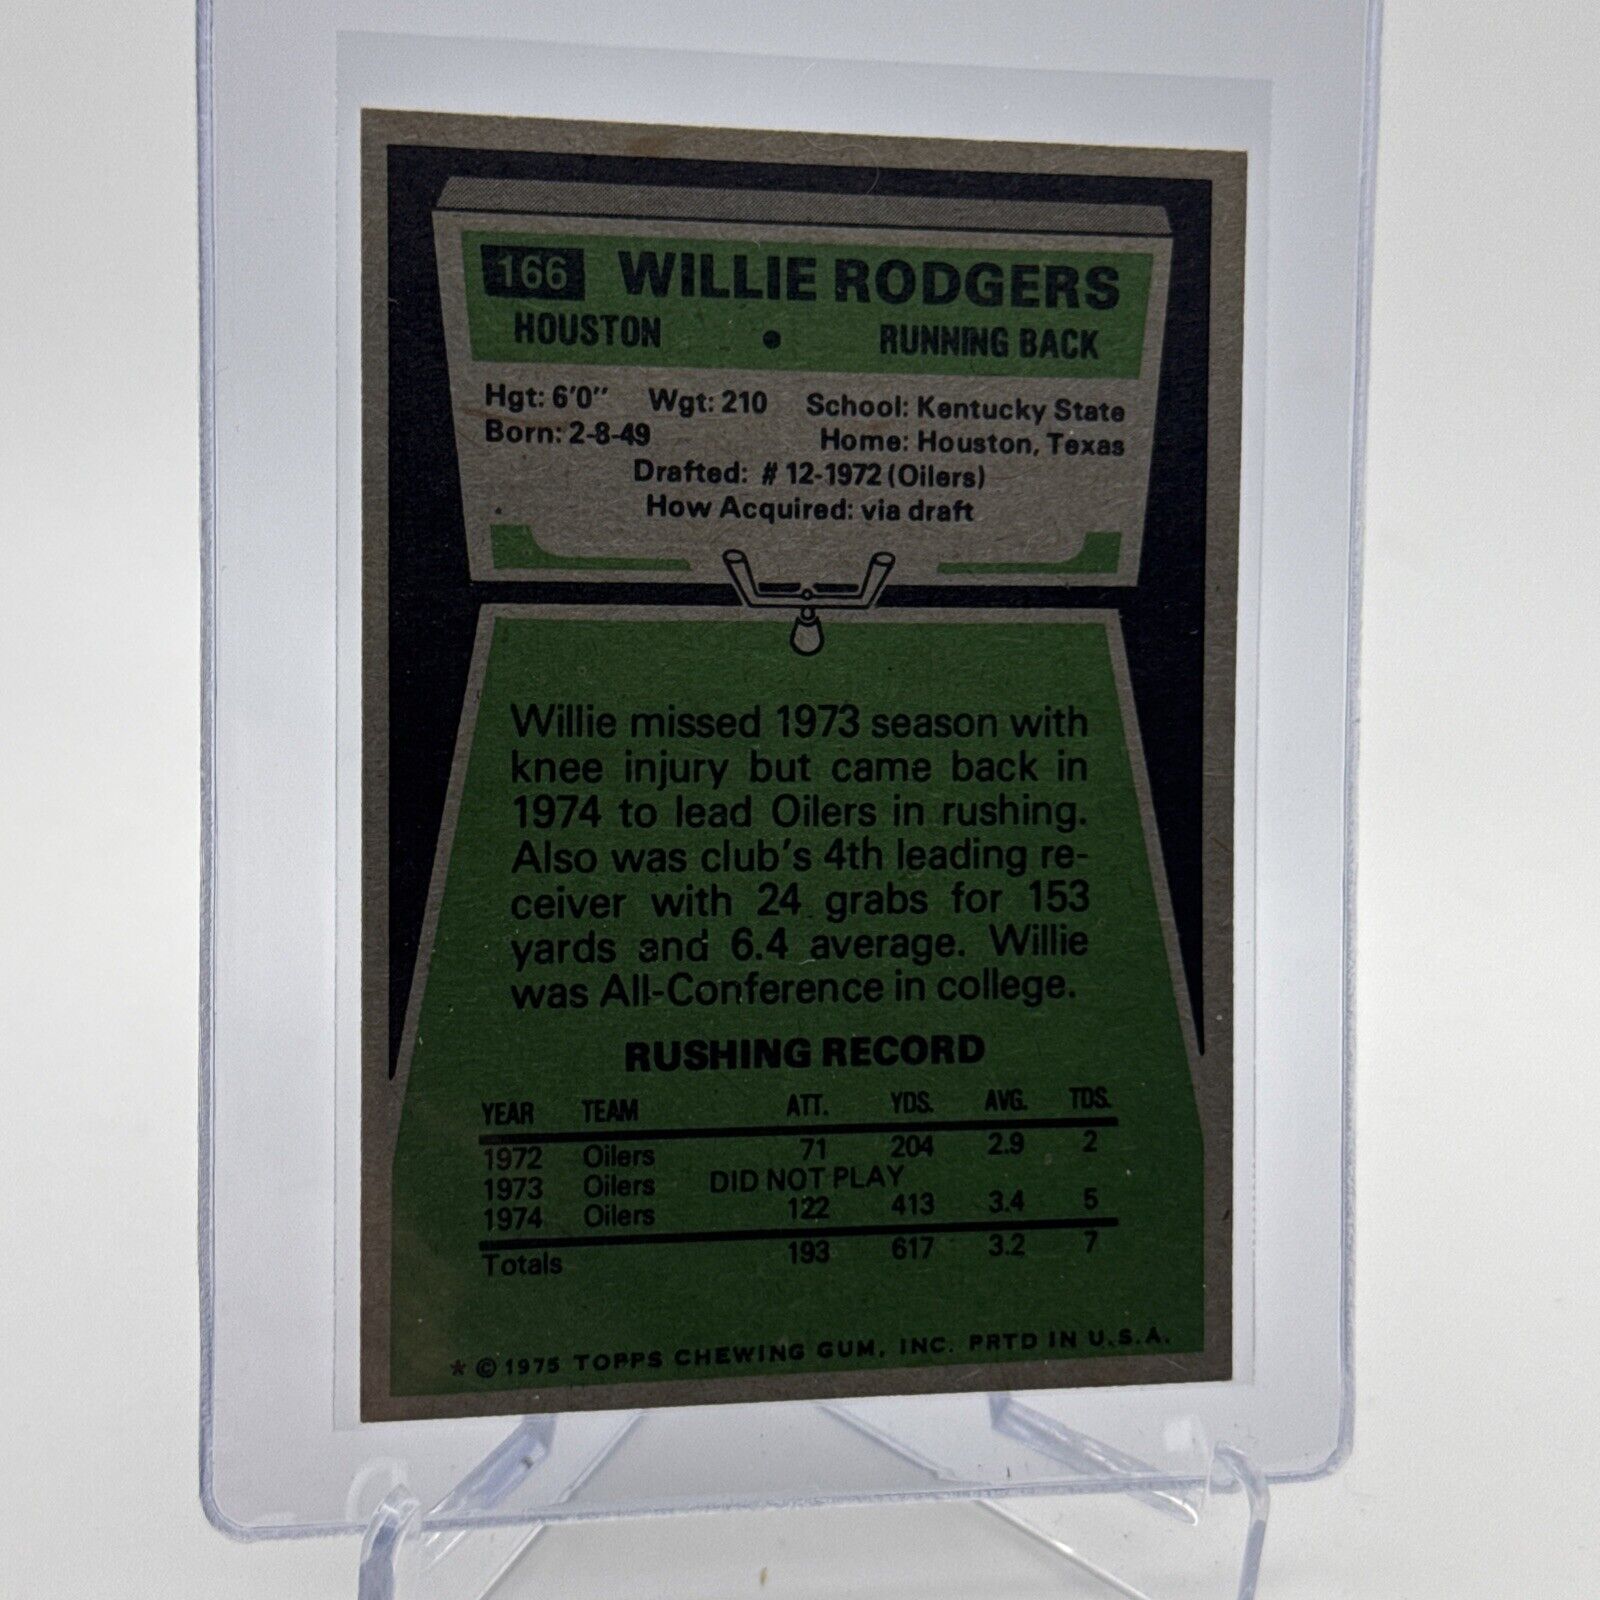 166 WILLIE RODGERS
HOUSTON • RUNNING BACK
Hgt: 6'0" Wgt: 210 School: Kentucky State
Born: 2-8-49 Home: Houston, Texas
Drafted: # 12-1972 (Oilers)
How Acquired: via draft
Willie missed 1973 season with
knee injury but came back in
1974 to lead Oilers in rushing.
Also was club's 4th leading re-
ceiver with 24 grabs for 153
yards and 6.4 average. Willie
was All-Conference in college.
RUSHING RECORD
YEAR TEAM ATT. YDS. AVG. TDS.
1972 Oilers 71 204 2.9 2
1973 Oilers DID NOT PLAY
1974 Oilers 122 413 3.4 5
Totals 193 617 3.2 7
* © 1975 TOPPS CHEWING GUM, INC. PRTD IN U.S.A.